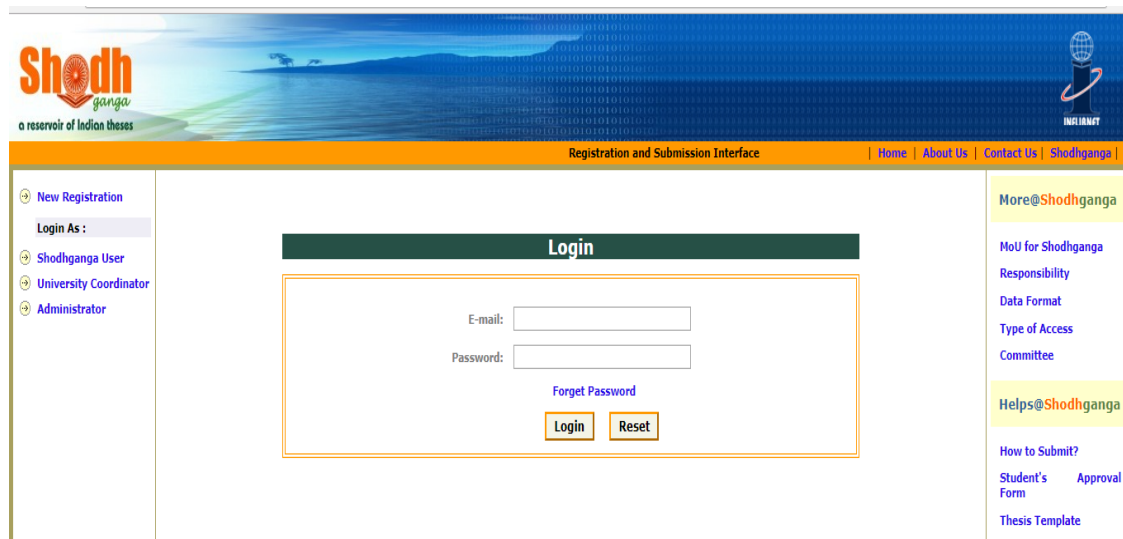 Shodh
ganga
a reservoir of Indian theses
INFLIBNET
Registration and Submission Interface
| Home | About Us | Contact Us | Shodhganga |
New Registration
Login As :
Shodhganga User
University Coordinator
Administrator
Login
E-mail:
Password:
Forget Password
Login Reset
More@Shodhganga
MoU for Shodhganga
Responsibility
Data Format
Type of Access
Committee
Helps@Shodhganga
How to Submit?
Student's Approval
Form
Thesis Template